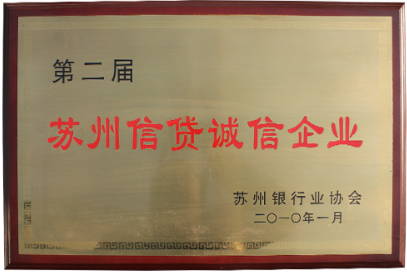 第二届
苏州信贷诚信企业
苏州银行业协会
二〇一〇年一月